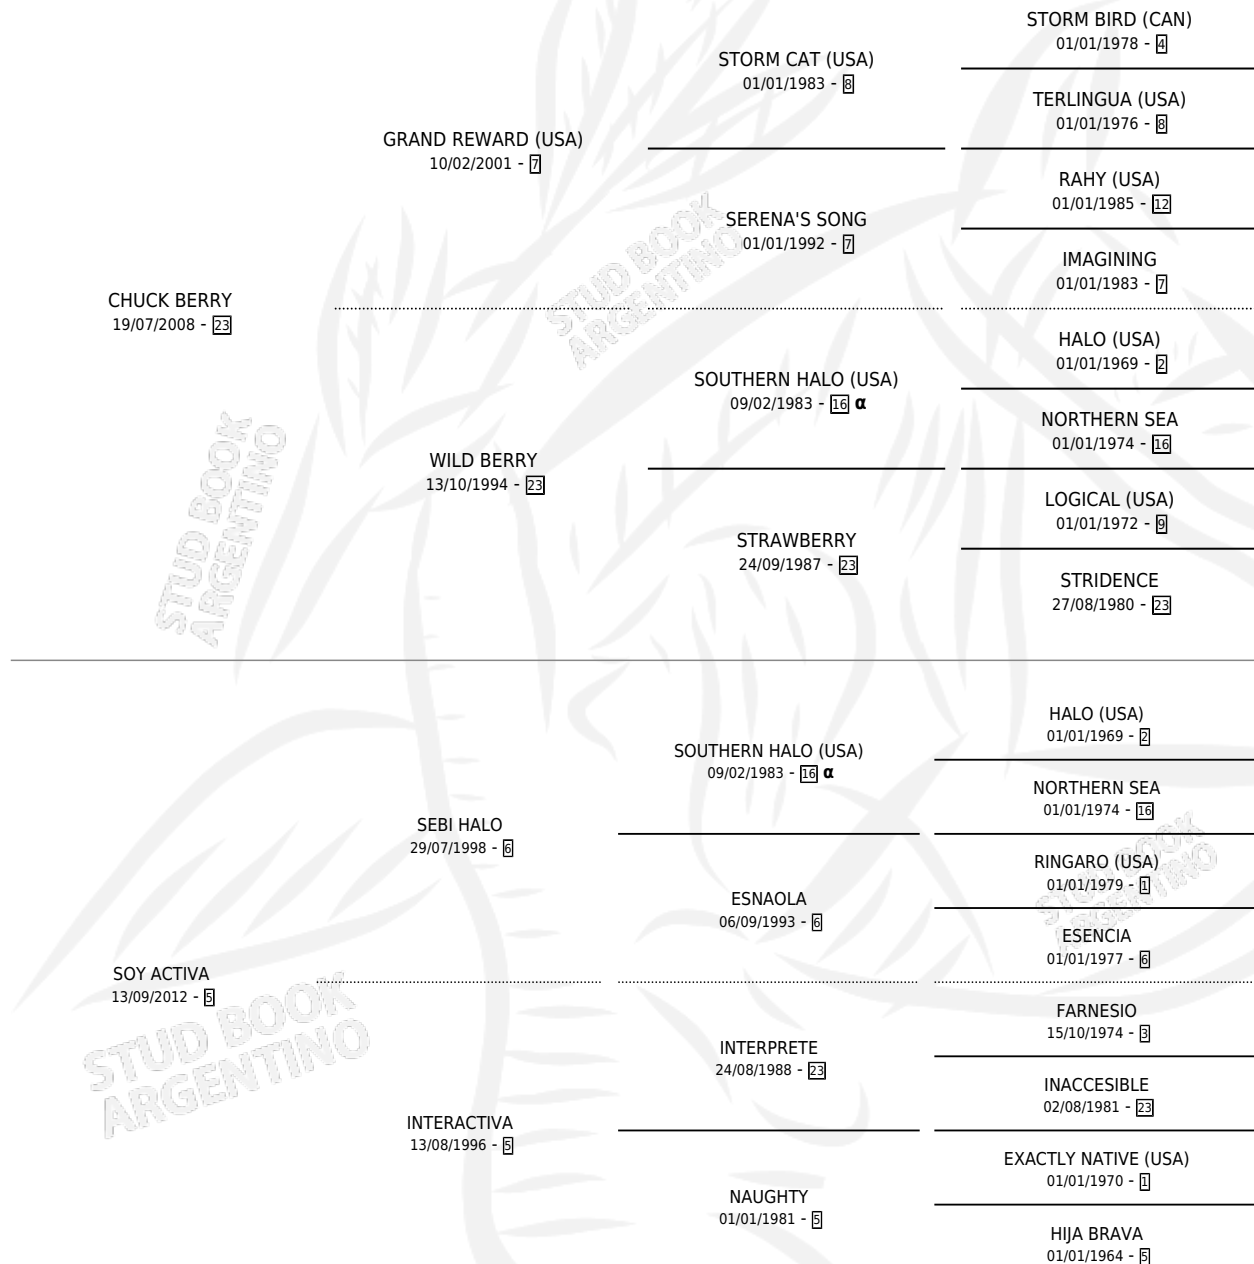 STORM BIRD (CAN)
01/01/1978 - 4
STORM CAT (USA)
01/01/1983 - 8
TERLINGUA (USA)
01/01/1976 - 8
GRAND REWARD (USA)
10/02/2001 - 7
RAHY (USA)
01/01/1985 - 12
SERENA'S SONG
01/01/1992 - 7
IMAGINING
01/01/1983 - 7
CHUCK BERRY
19/07/2008 - 23
HALO (USA)
01/01/1969 - 2
SOUTHERN HALO (USA)
09/02/1983 - 16 α
NORTHERN SEA
01/01/1974 - 16
WILD BERRY
13/10/1994 - 23
LOGICAL (USA)
01/01/1972 - 9
STRAWBERRY
24/09/1987 - 23
STRIDENCE
27/08/1980 - 23
HALO (USA)
01/01/1969 - 2
SOUTHERN HALO (USA)
09/02/1983 - 16 α
NORTHERN SEA
01/01/1974 - 16
SEBI HALO
29/07/1998 - 6
RINGARO (USA)
01/01/1979 - 1
ESNAOLA
06/09/1993 - 6
ESENCIA
01/01/1977 - 6
SOY ACTIVA
13/09/2012 - 5
FARNESIO
15/10/1974 - 3
INTERPRETE
24/08/1988 - 23
INACCESIBLE
02/08/1981 - 23
INTERACTIVA
13/08/1996 - 5
EXACTLY NATIVE (USA)
01/01/1970 - 1
NAUGHTY
01/01/1981 - 5
HIJA BRAVA
01/01/1964 - 5
STUD BOOK
ARGENTINO
STUD BOOK
ARGENTINO
STUD BOOK
ARGENTINO
STUD BOOK
ARGENTINO